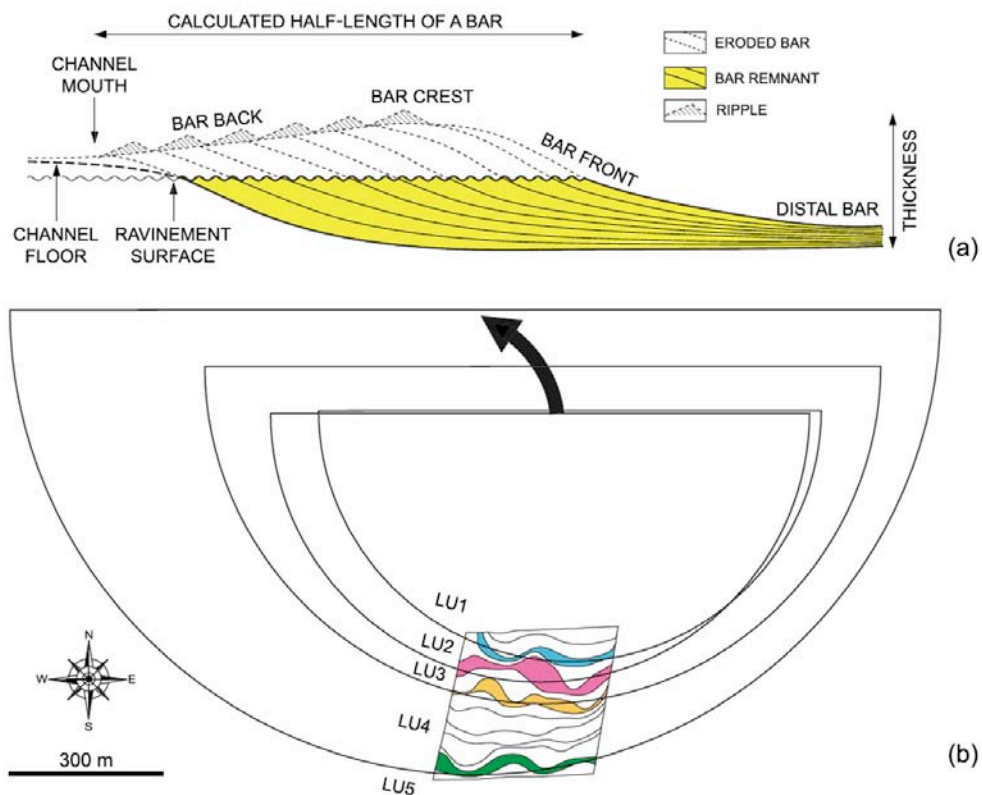 CALCULATED HALF-LENGTH OF A BAR
CHANNEL
MOUTH
BAR BACK
BAR CREST
BAR FRONT
DISTAL BAR
THICKNESS
ERODED BAR
BAR REMNANT
RIPPLE
CHANNEL
FLOOR
RAVINEMENT
SURFACE
(a)
LU1
LU2
LU3
LU4
LU5
N
W
E
S
300 m
(b)